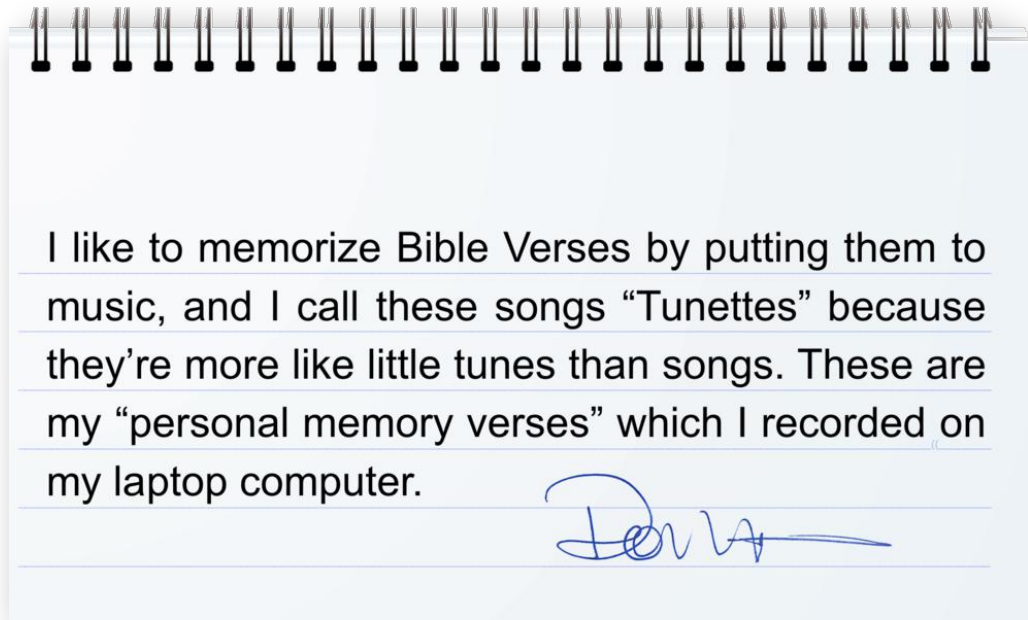 I like to memorize Bible Verses by putting them to
music, and I call these songs “Tunettes” because
they’re more like little tunes than songs. These are
my “personal memory verses” which I recorded on
my laptop computer.